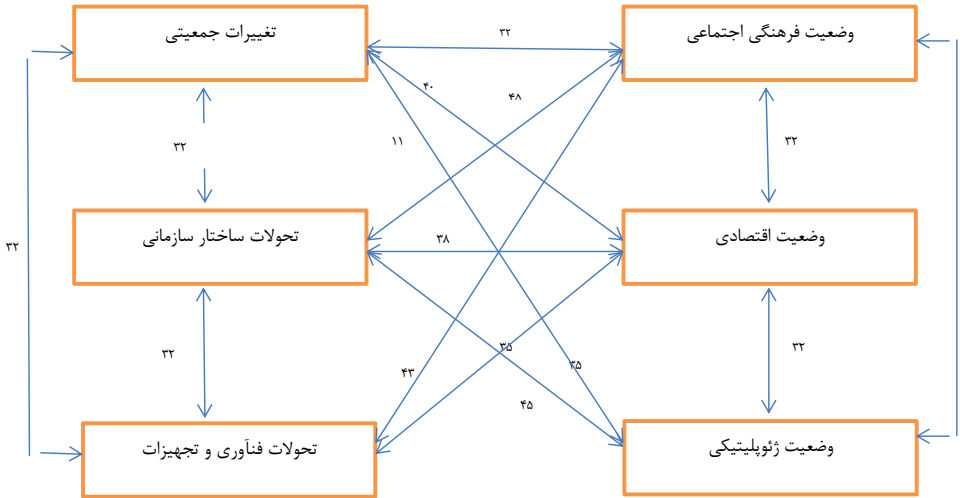 وضعیت فرهنگی اجتماعی
۳۲
تغییرات جمعیتی
۴۰
۴۸
۱۱
۳۲
۳۲
وضعیت اقتصادی
۳۸
تحولات ساختار سازمانی
۳۲
۳۲
۳۵
۳۲
۳۵
۴۳
۴۵
وضعیت ژئوپلیتیکی
تحولات فنآوری و تجهیزات